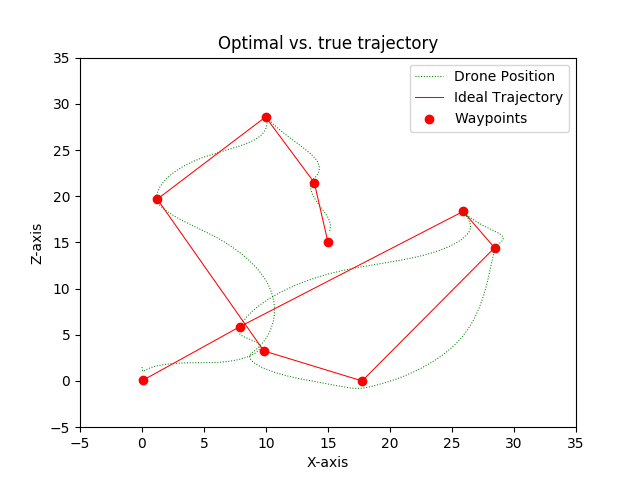 Optimal vs. true trajectory
Drone Position
Ideal Trajectory
Waypoints
35
30
25
20
15
10
5
0
−5
Z-axis
−5 0 5 10 15 20 25 30 35
X-axis